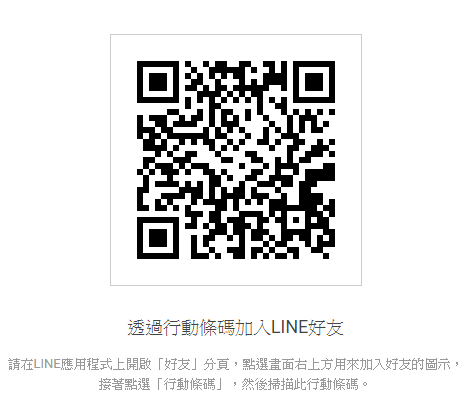 透過行動條碼加入LINE好友
請在LINE應用程式上開啟「好友」分頁，點選畫面右上方用來加入好友的圖示，
接著點選「行動條碼」，然後掃描此行動條碼。